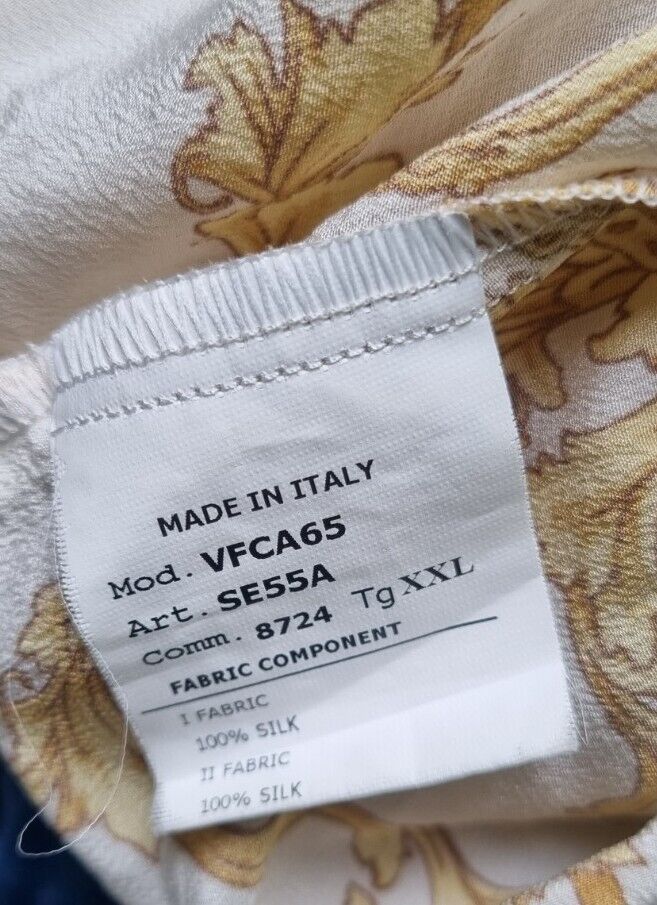 MADE IN ITALY
Mod. VFCA65
Art. SE55A
Comm. 8724 Tg XXL
FABRIC COMPONENT
I FABRIC
100% SILK
II FABRIC
100% SILK